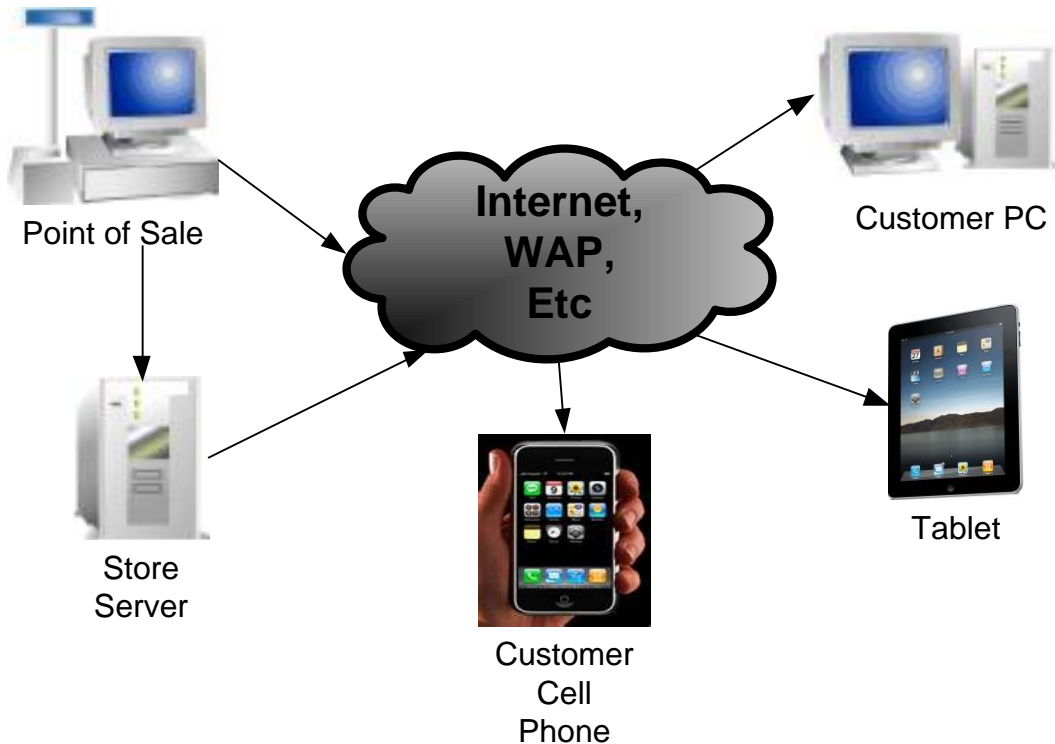 Point of Sale
Internet,
WAP,
Etc
Customer PC
Store
Server
Customer
Cell
Phone
Tablet